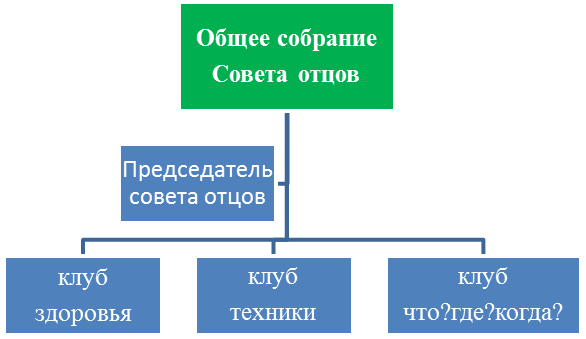 Общее собрание
Совета отцов
Председатель
совета отцов
клуб
здоровья
клуб
техники
клуб
что?где?когда?